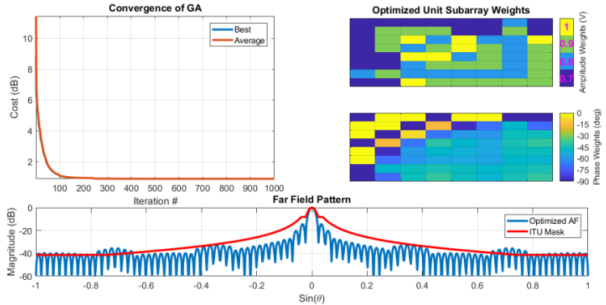 Convergence of GA
Best
Average
10
8
6
4
2
Cost (dB)
100 200 300 400 500 600 700 800 900 1000
Iteration #
Optimized Unit Subarray Weights
1
0.9
0.8
0.7
Amplitude Weights (V)
0
-15
-30
-45
-60
-75
-90
Phase Weights (deg)
Far Field Pattern
0
-20
-40
-60
Magnitude (dB)
Optimized AF
ITU Mask
-1 -0.8 -0.6 -0.4 -0.2 0 0.2 0.4 0.6 0.8 1
Sin(θ)